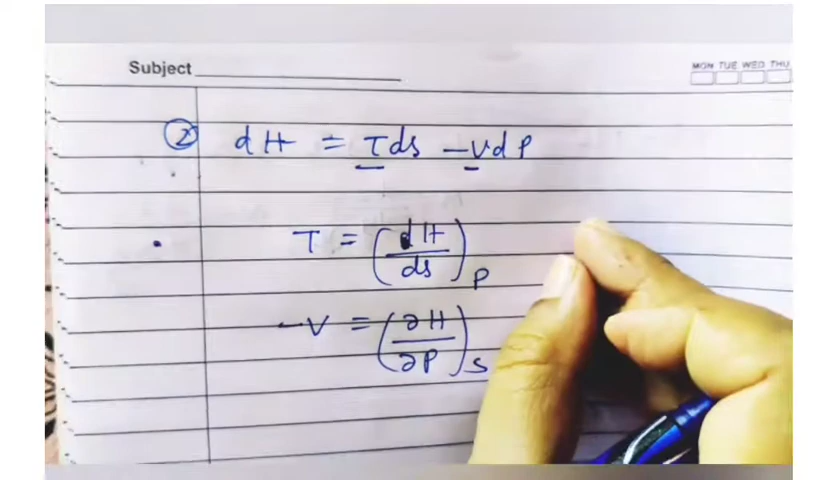 Subject
MON TUE WED THU
② dH = Tds - Vdp
T = (dH/ds)P
-V = (∂H/∂P)S